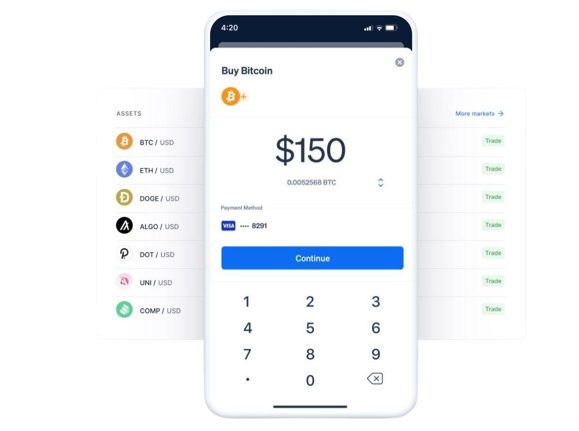 4:20
Buy Bitcoin
ASSETS
More markets →
$150
0.0052568 BTC
BTC / USD Trade
ETH / USD Trade
DOGE / USD Trade
ALGO / USD Trade
DOT / USD Trade
UNI / USD Trade
COMP / USD Trade
Payment Method
VISA •••• 8291
Continue
1 2 3
4 5 6
7 8 9
. 0